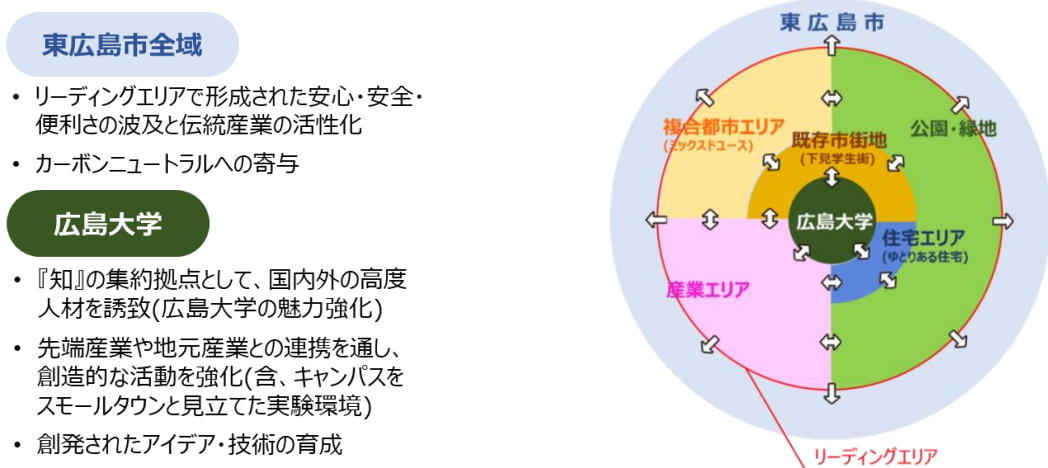 東広島市全域
• リーディングエリアで形成された安心・安全・
便利さの波及と伝統産業の活性化
• カーボンニュートラルへの寄与
広島大学
• 『知』の集約拠点として、国内外の高度
人材を誘致(広島大学の魅力強化)
• 先端産業や地元産業との連携を通し、
創造的な活動を強化(含、キャンパスを
スモールタウンと見立てた実験環境)
• 創発されたアイデア・技術の育成
東広島市
複合都市エリア
(ミックスドユース)
既存市街地
(下見学生街)
公園・緑地
広島大学
住宅エリア
(ゆとりある住宅)
産業エリア
リーディングエリア